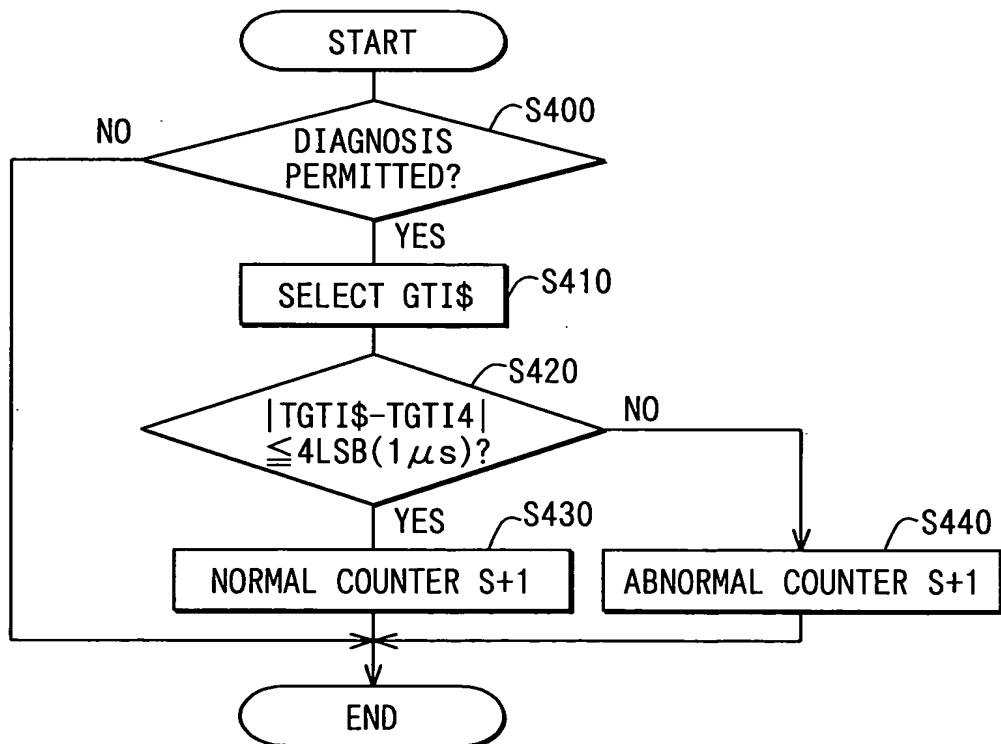 START
S400
NO
DIAGNOSIS
PERMITTED?
YES
S410
SELECT GTI$
S420
|TGTI$-TGTI4|
≦4LSB(1μs)?
NO
YES
S430
S440
NORMAL COUNTER S+1
ABNORMAL COUNTER S+1
END